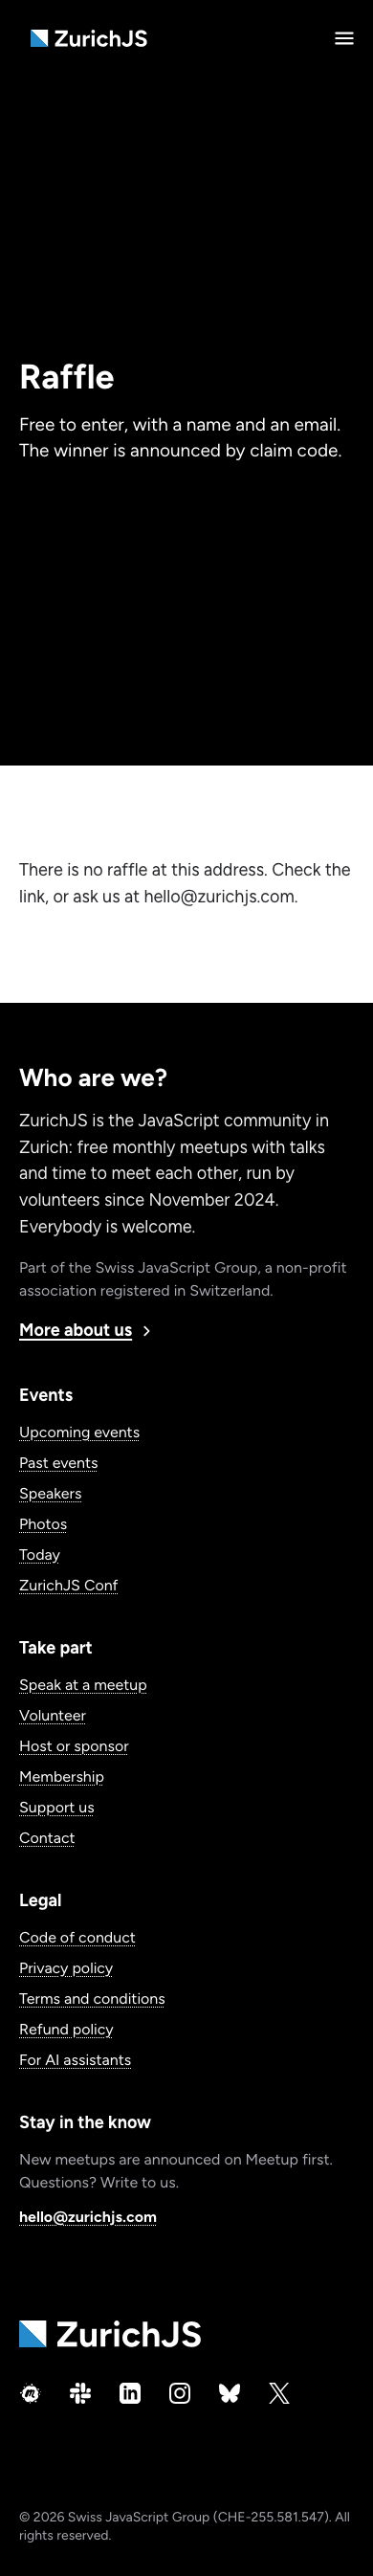 ZurichJS
Raffle
Free to enter, with a name and an email.
The winner is announced by claim code.
There is no raffle at this address. Check the
link, or ask us at hello@zurichjs.com.
Who are we?
ZurichJS is the JavaScript community in
Zurich: free monthly meetups with talks
and time to meet each other, run by
volunteers since November 2024.
Everybody is welcome.
Part of the Swiss JavaScript Group, a non-profit
association registered in Switzerland.
More about us
Events
Upcoming events
Past events
Speakers
Photos
Today
ZurichJS Conf
Take part
Speak at a meetup
Volunteer
Host or sponsor
Membership
Support us
Contact
Legal
Code of conduct
Privacy policy
Terms and conditions
Refund policy
For AI assistants
Stay in the know
New meetups are announced on Meetup first.
Questions? Write to us.
hello@zurichjs.com
ZurichJS
© 2026 Swiss JavaScript Group (CHE-255.581.547). All
rights reserved.